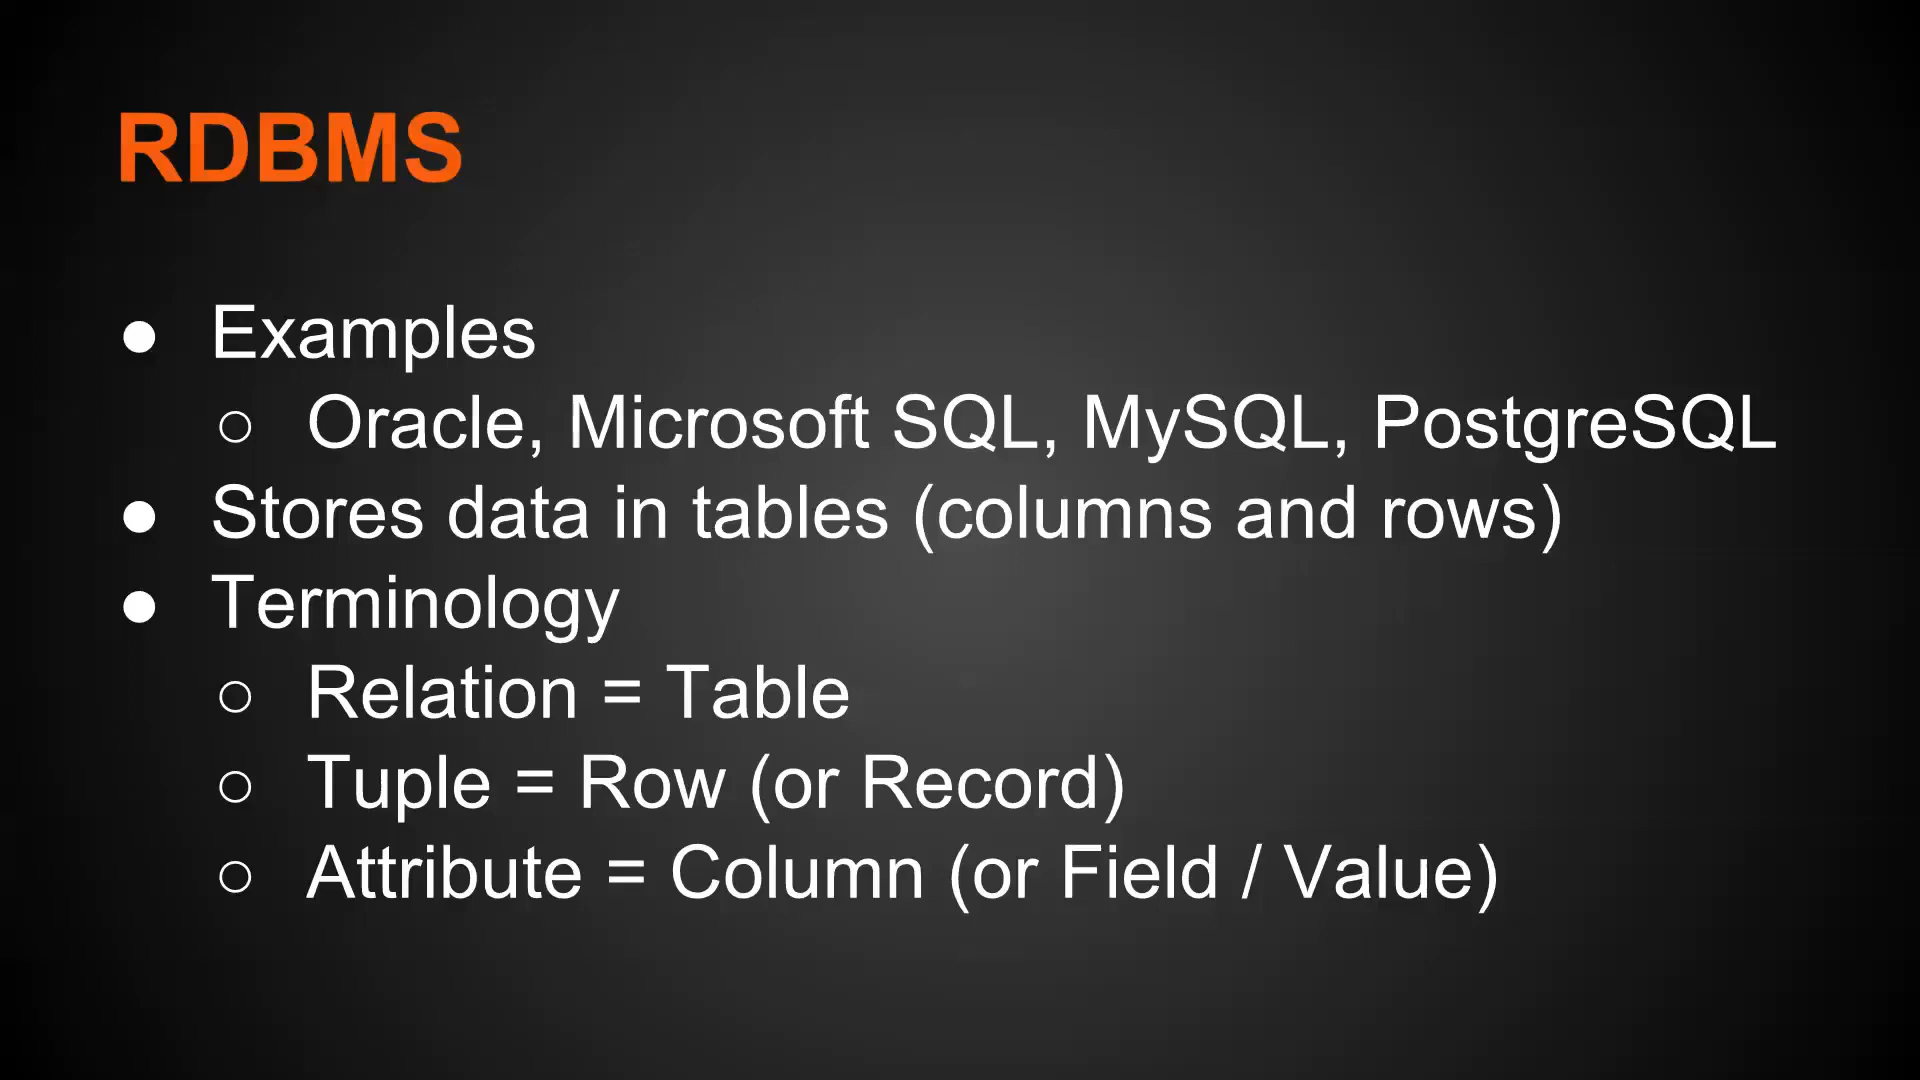 RDBMS
● Examples
○ Oracle, Microsoft SQL, MySQL, PostgreSQL
● Stores data in tables (columns and rows)
● Terminology
○ Relation = Table
○ Tuple = Row (or Record)
○ Attribute = Column (or Field / Value)